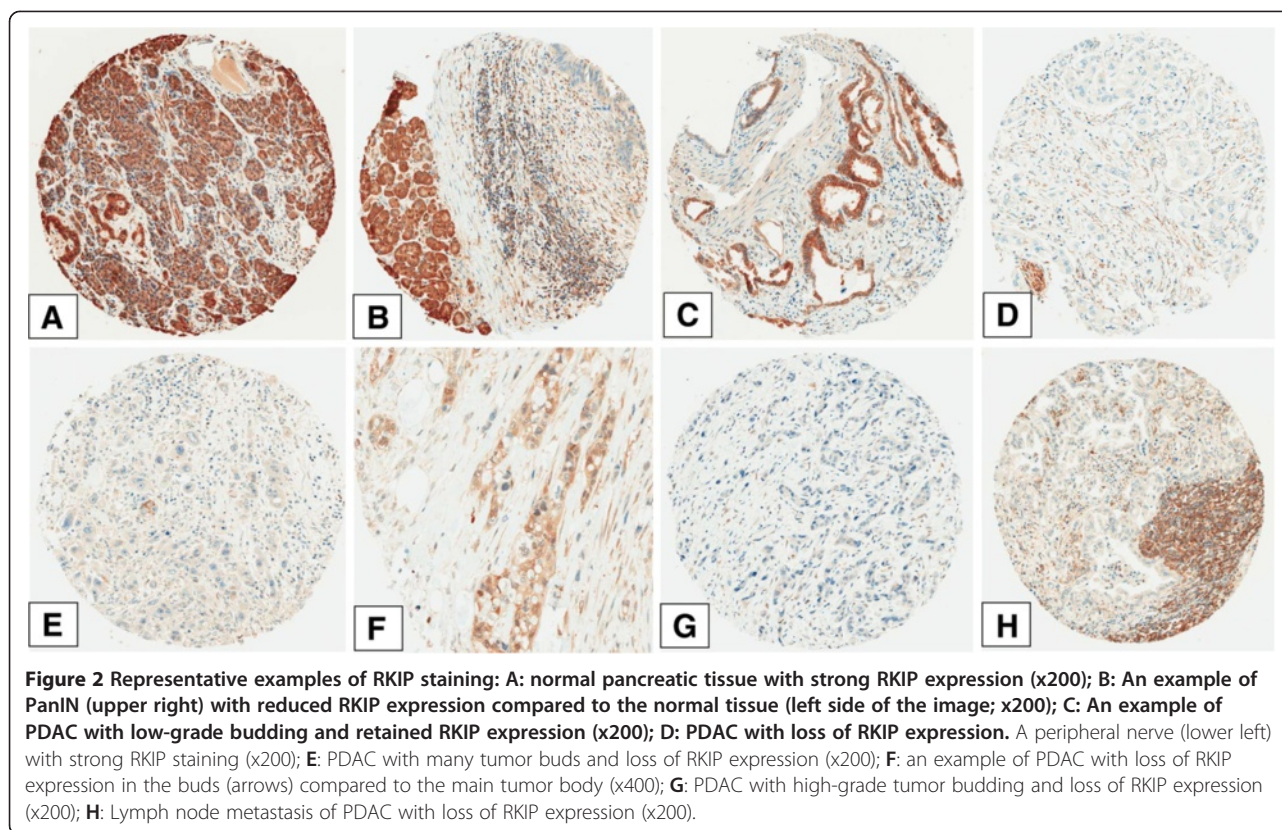 A
B
C
D
E
F
G
H
Figure 2 Representative examples of RKIP staining: A: normal pancreatic tissue with strong RKIP expression (x200); B: An example of
PanIN (upper right) with reduced RKIP expression compared to the normal tissue (left side of the image; x200); C: An example of
PDAC with low-grade budding and retained RKIP expression (x200); D: PDAC with loss of RKIP expression. A peripheral nerve (lower left)
with strong RKIP staining (x200); E: PDAC with many tumor buds and loss of RKIP expression (x200); F: an example of PDAC with loss of RKIP
expression in the buds (arrows) compared to the main tumor body (x400); G: PDAC with high-grade tumor budding and loss of RKIP expression
(x200); H: Lymph node metastasis of PDAC with loss of RKIP expression (x200).